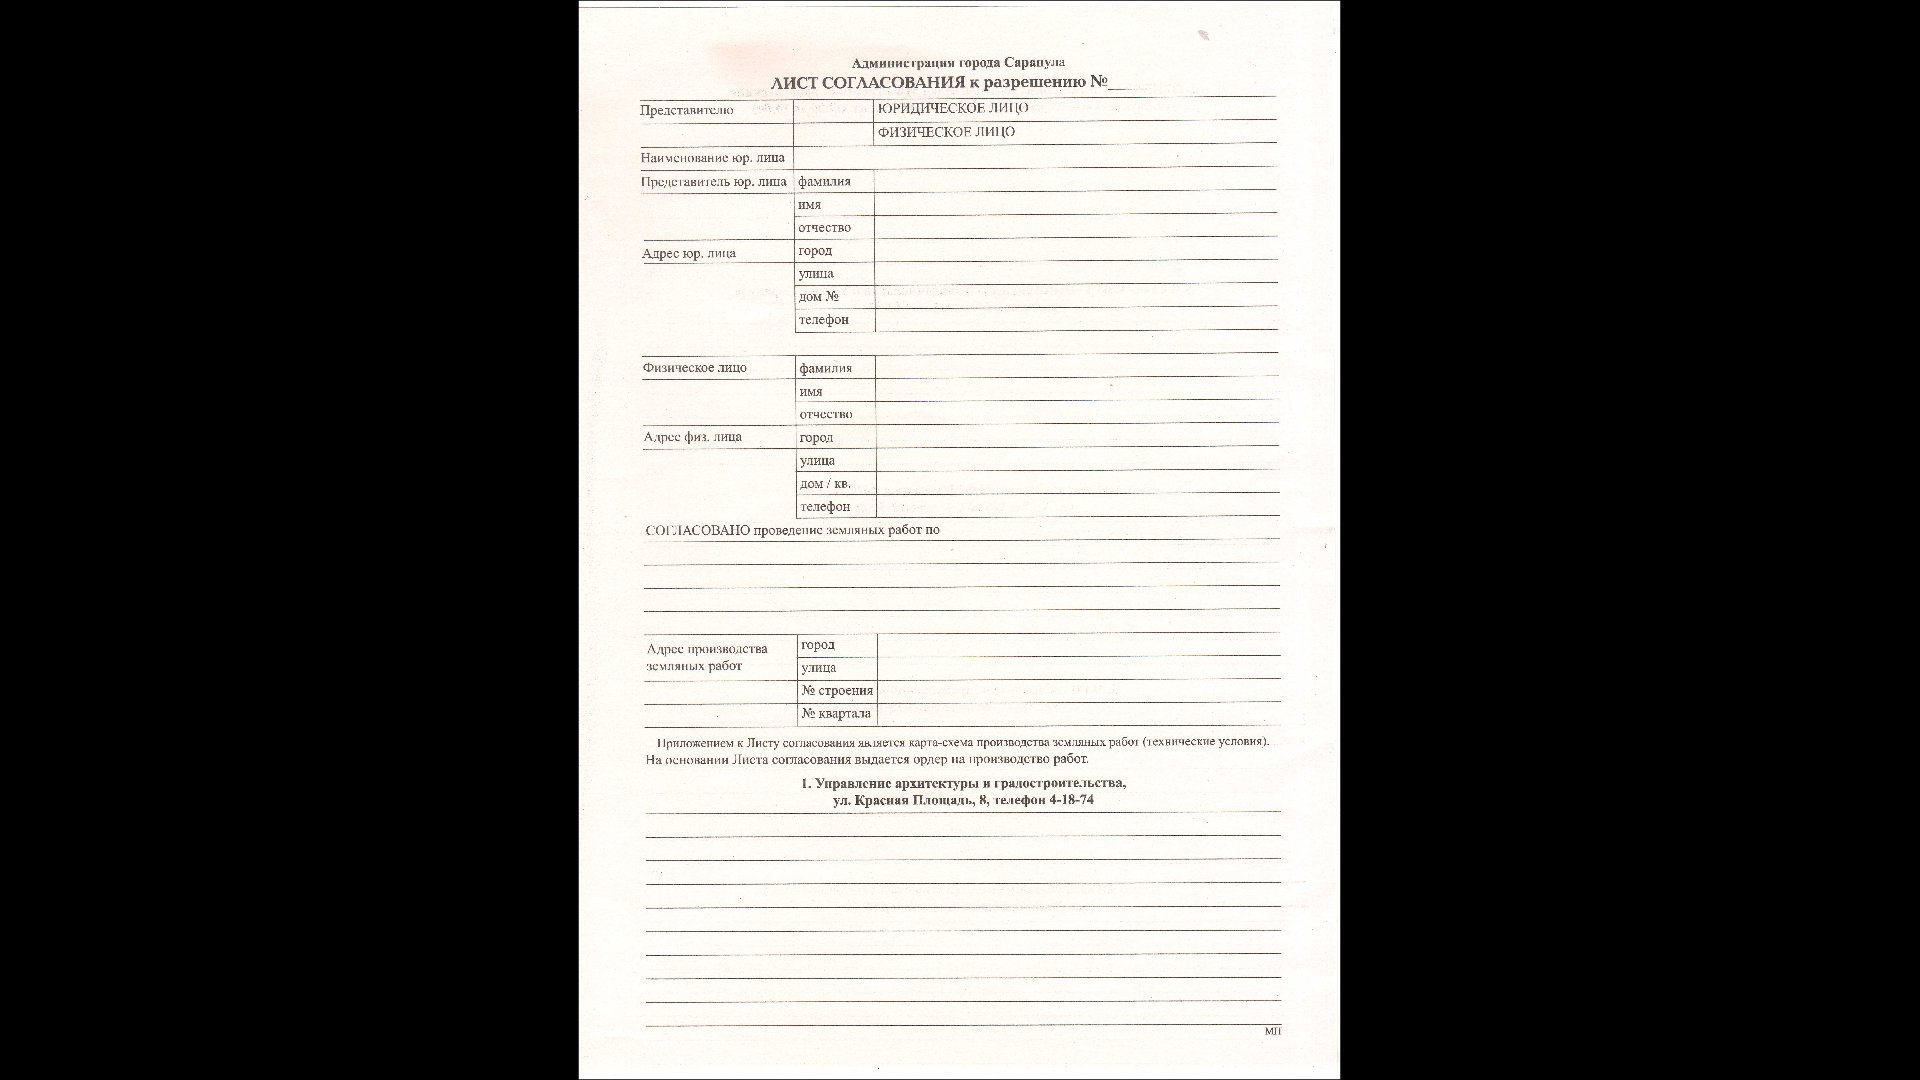 Администрация города Сарапула
ЛИСТ СОГЛАСОВАНИЯ к разрешению №____
Представителю
ЮРИДИЧЕСКОЕ ЛИЦО
ФИЗИЧЕСКОЕ ЛИЦО
Наименование юр. лица
Представитель юр. лица фамилия
имя
отчество
Адрес юр. лица город
улица
дом №
телефон
Физическое лицо фамилия
имя
отчество
Адрес физ. лица город
улица
дом / кв.
телефон
СОГЛАСОВАНО проведение земляных работ по
Адрес производства
земляных работ
город
улица
№ строения
№ квартала
Приложением к Листу согласования является карта-схема производства земляных работ (технические условия).
На основании Листа согласования выдается ордер на производство работ.
1. Управление архитектуры и градостроительства,
ул. Красная Площадь, 8, телефон 4-18-74
МП